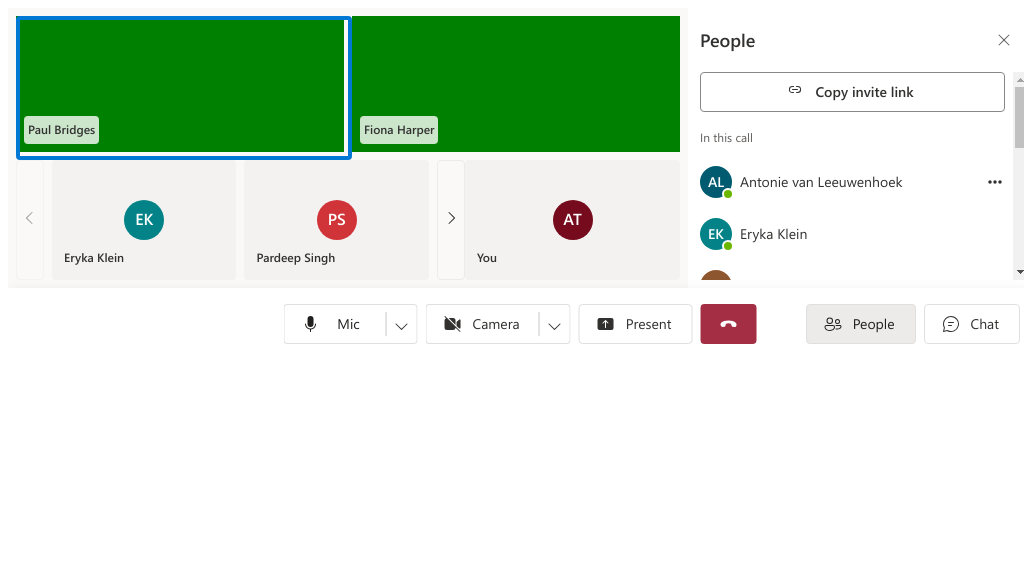 Paul Bridges
Fiona Harper
EK
Eryka Klein
PS
Pardeep Singh
AT
You
People
Copy invite link
In this call
AL
Antonie van Leeuwenhoek
EK
Eryka Klein
Mic
Camera
Present
People
Chat